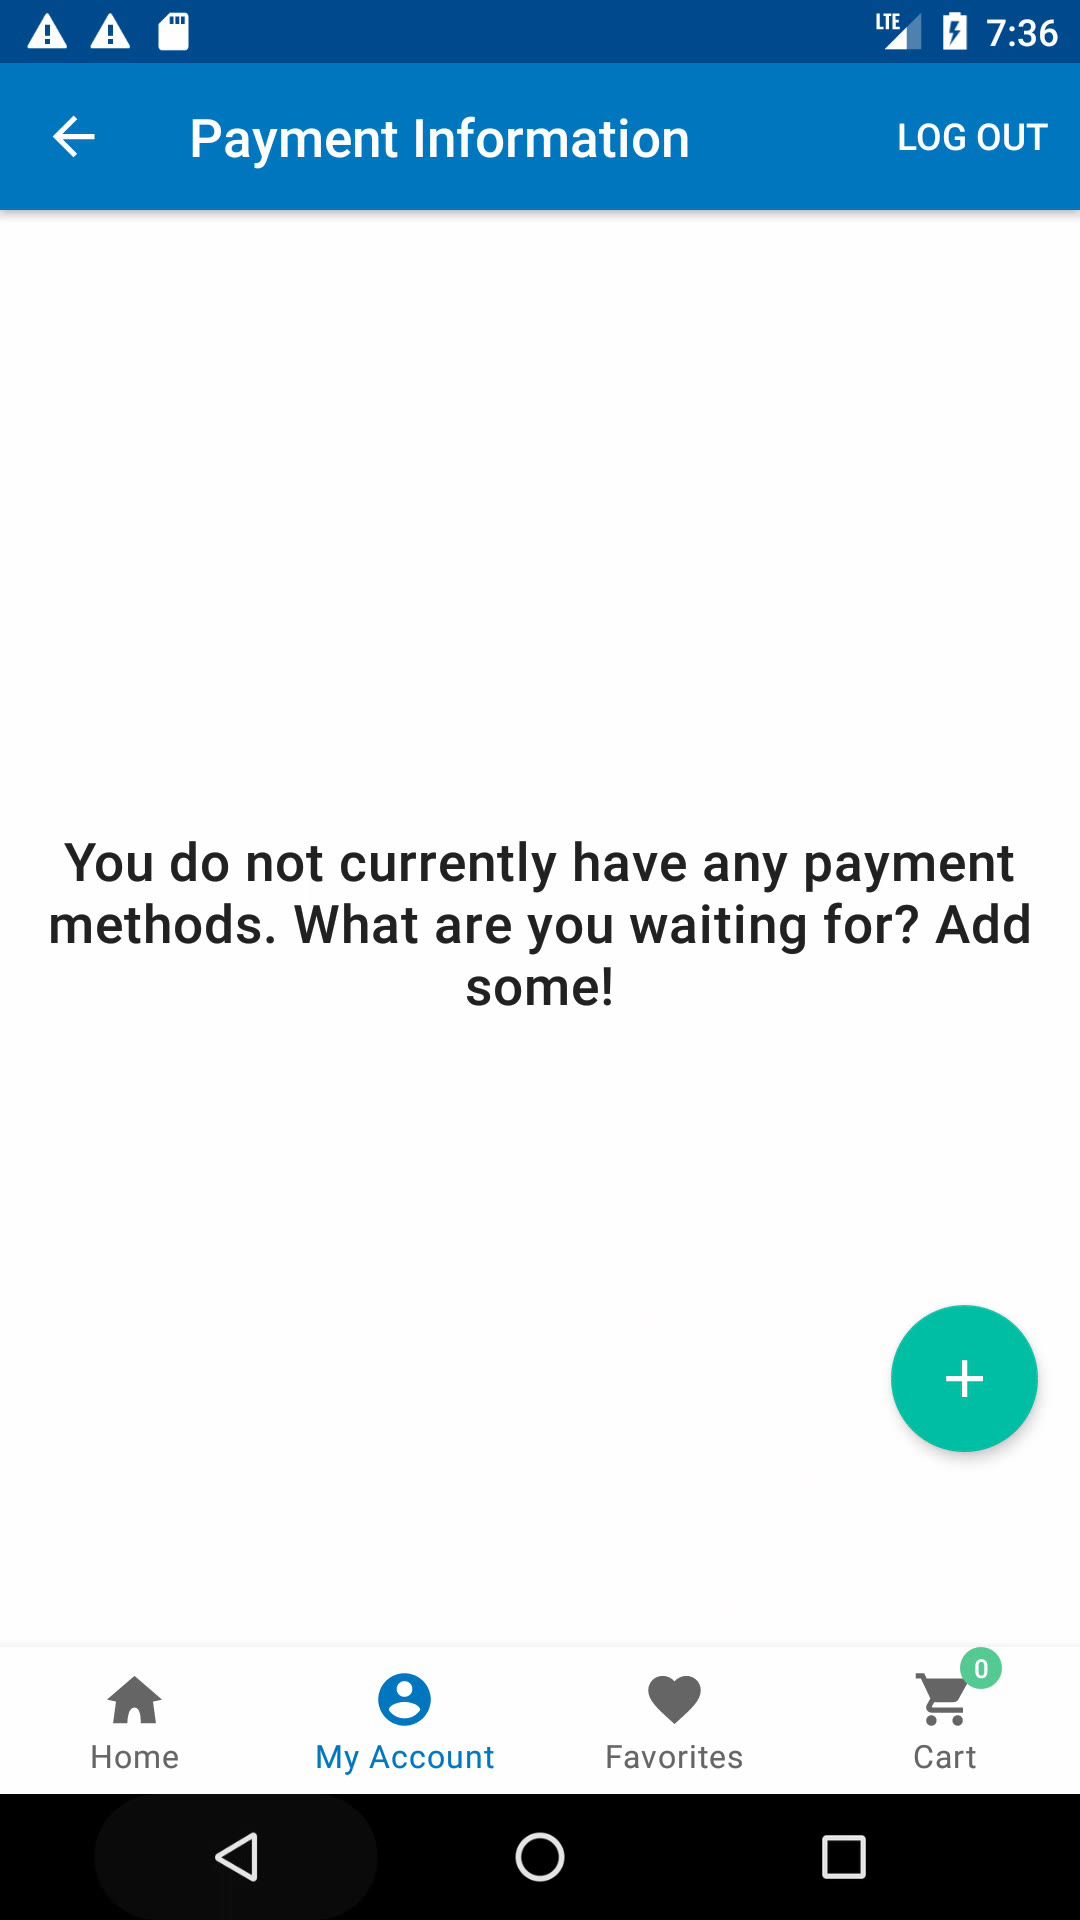 LTE 7:36
Payment Information LOG OUT
You do not currently have any payment
methods. What are you waiting for? Add
some!
0
Home My Account Favorites Cart